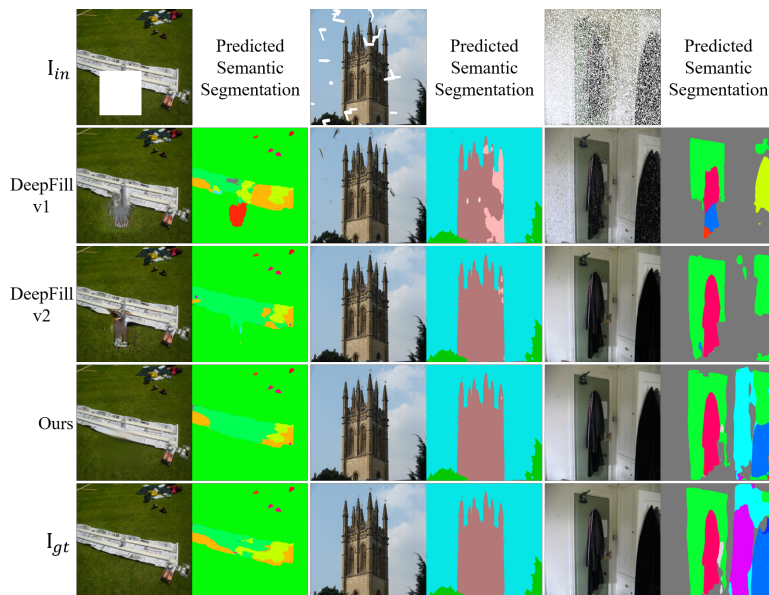 I_in
Predicted
Semantic
Segmentation
Predicted
Semantic
Segmentation
Predicted
Semantic
Segmentation
DeepFill
v1
DeepFill
v2
Ours
I_gt